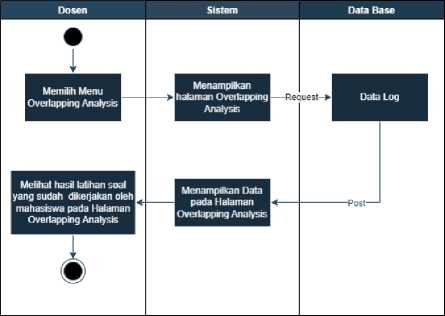 Dosen
Sistem
Data Base
Memilih Menu
Overlapping Analysis
Menampilkan
halaman Overlapping
Analysis
Request
Data Log
Melihat hasil latihan soal
yang sudah dikerjakan oleh
mahasiswa pada Halaman
Overlapping Analysis
Menampilkan Data
pada Halaman
Overlapping Analysis
Post